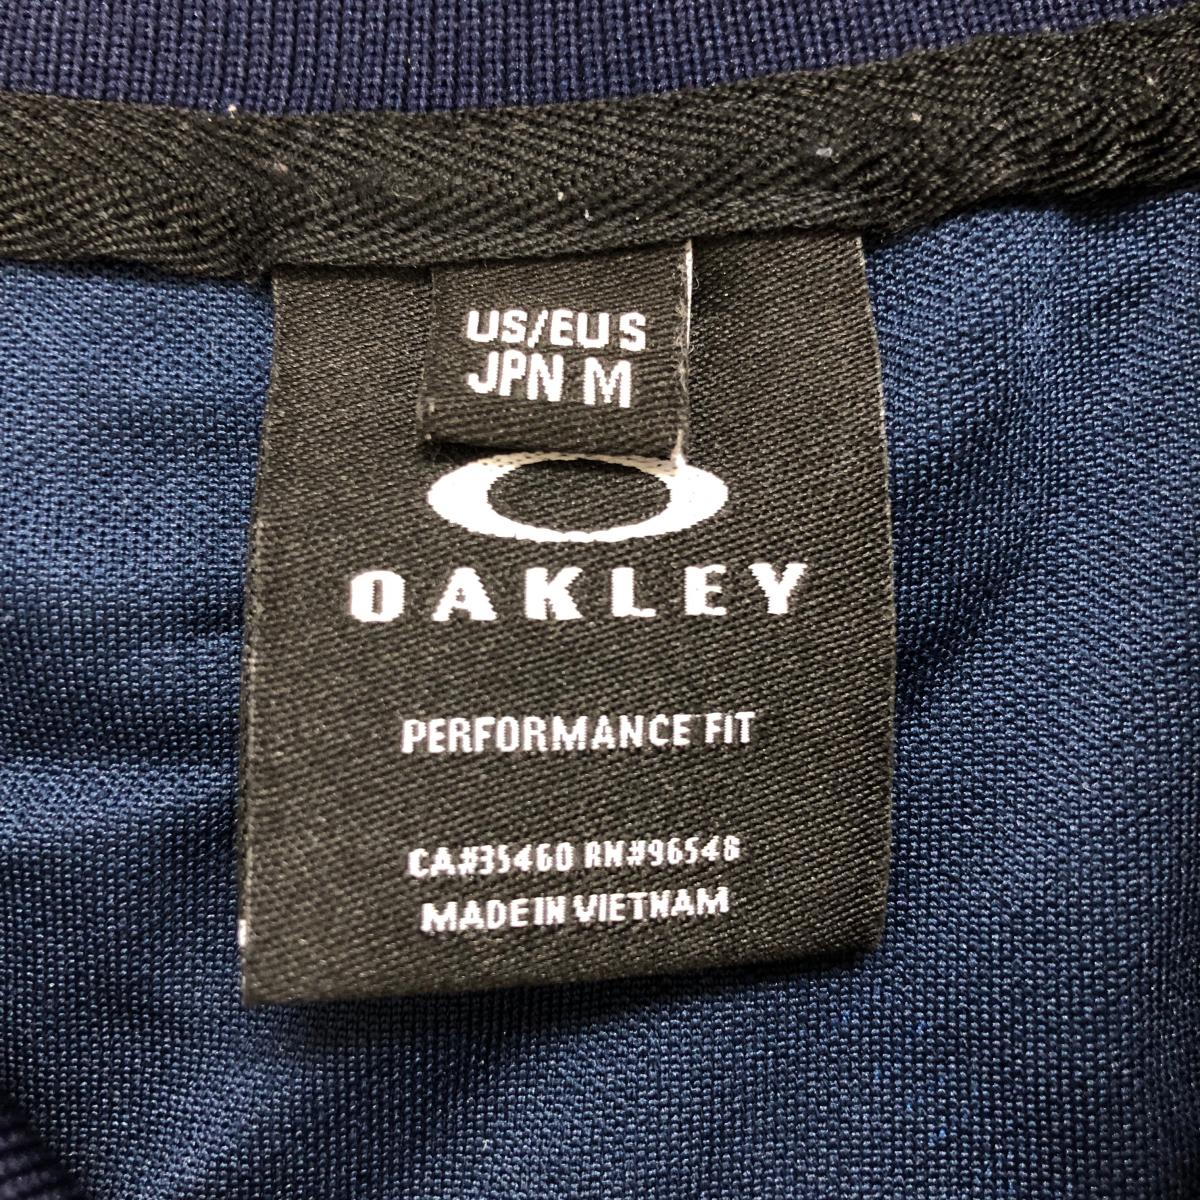 US/EU S
JPN M
OAKLEY
PERFORMANCE FIT
CA#35460 RN#96548
MADE IN VIETNAM